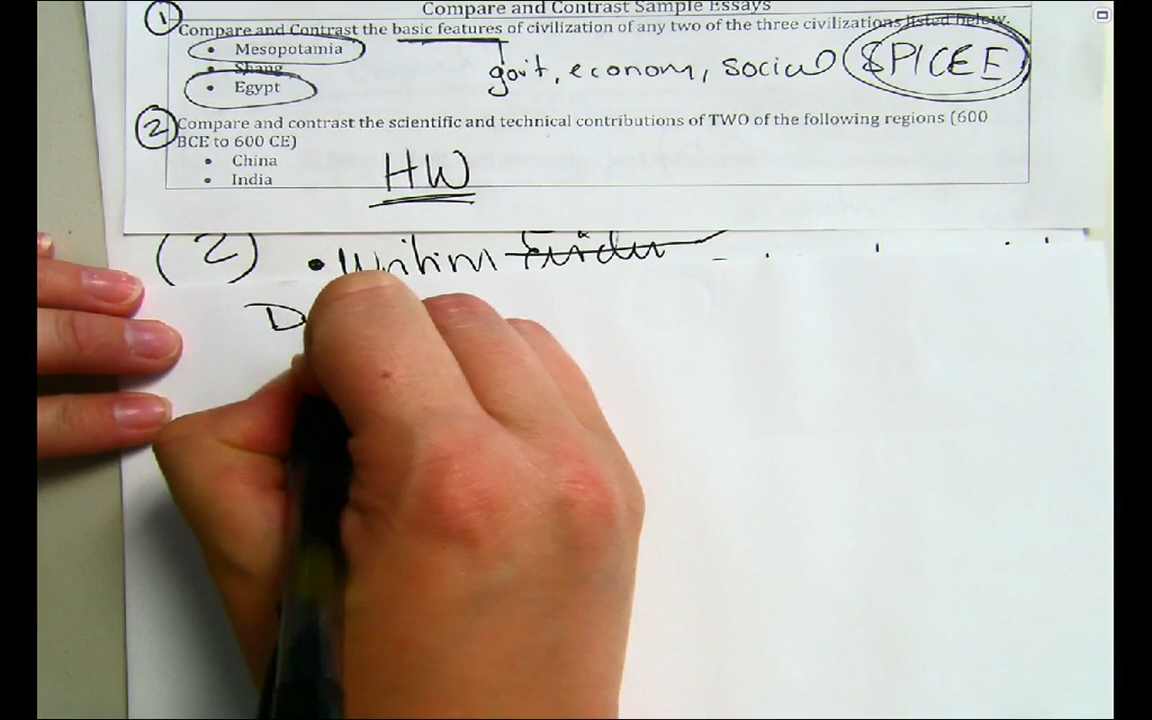 Compare and Contrast Sample Essays
1 Compare and Contrast the basic features of civilization of any two of the three civilizations listed below.
• Mesopotamia
• Shang
gov't, econom, social SPICEE
• Egypt
2 Compare and contrast the scientific and technical contributions of TWO of the following regions (600
BCE to 600 CE)
• China
HW
• India
(2) •
D